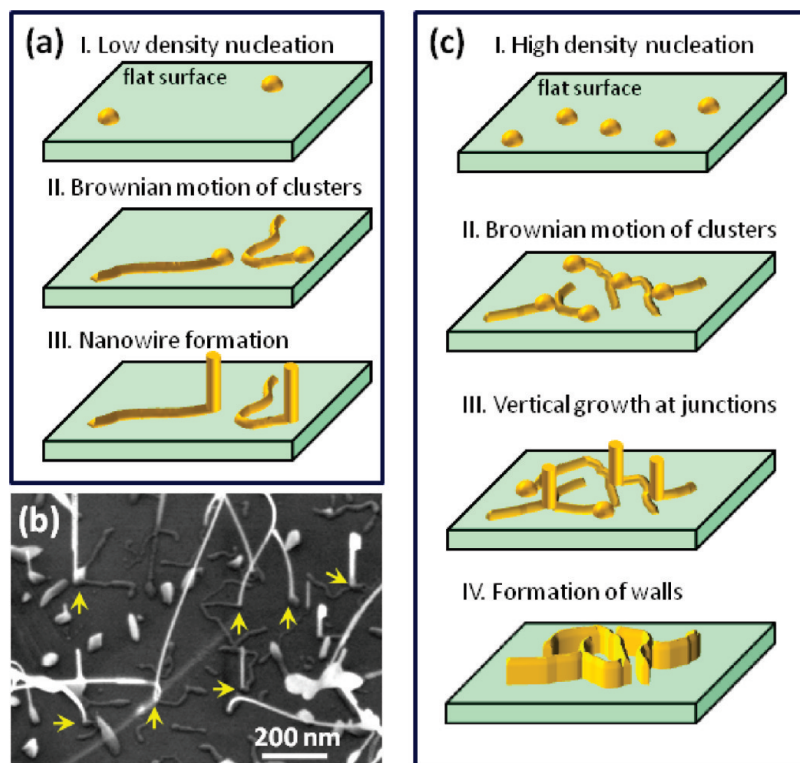 (a)
I. Low density nucleation
flat surface
II. Brownian motion of clusters
III. Nanowire formation
(b)
200 nm
(c)
I. High density nucleation
flat surface
II. Brownian motion of clusters
III. Vertical growth at junctions
IV. Formation of walls